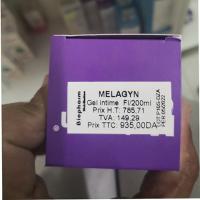 Biopharm
MELAGYN
Gel intime Fl/200ml
Prix H.T: 785,71
TVA: 149,29
Prix TTC: 935,00DA